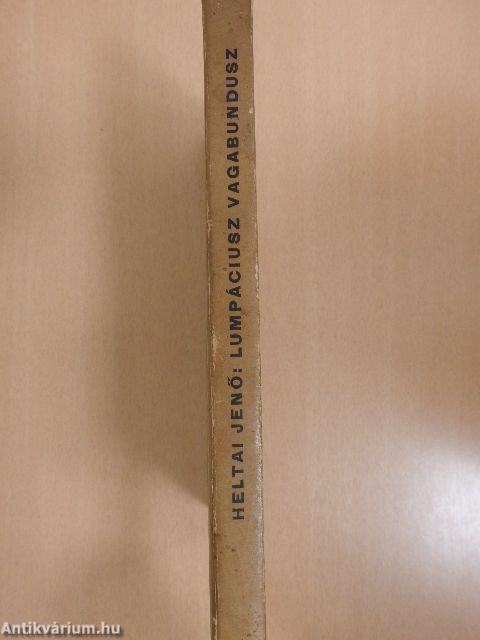 HELTAI JENŐ: LUMPÁCIUSZ VAGABUNDUSZ
Antikvárium.hu